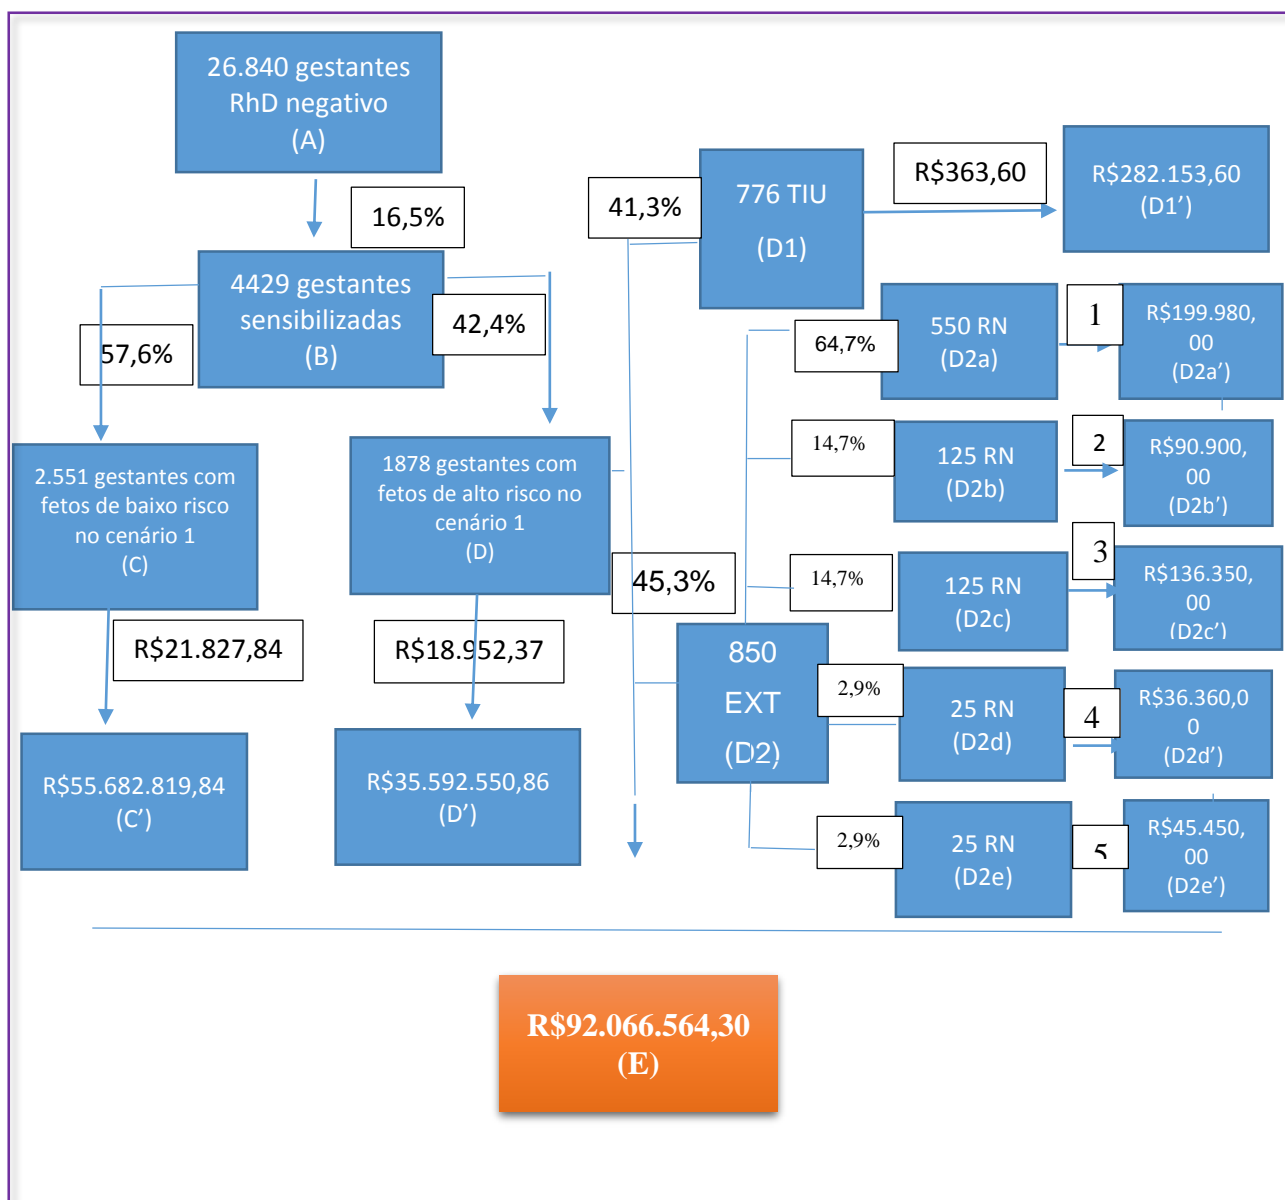 26.840 gestantes
RhD negativo
(A)
16,5%
4429 gestantes
sensibilizadas
(B)
57,6%
42,4%
2.551 gestantes com
fetos de baixo risco
no cenário 1
(C)
1878 gestantes com
fetos de alto risco no
cenário 1
(D)
R$21.827,84
R$18.952,37
R$55.682.819,84
(C’)
R$35.592.550,86
(D’)
41,3%
776 TIU
(D1)
R$363,60
R$282.153,60
(D1’)
45,3%
850
EXT
(D2)
64,7%
550 RN
(D2a)
1
R$199.980,
00
(D2a’)
14,7%
125 RN
(D2b)
2
R$90.900,
00
(D2b’)
14,7%
125 RN
(D2c)
3
R$136.350,
00
(D2c’)
2,9%
25 RN
(D2d)
4
R$36.360,0
0
(D2d’)
2,9%
25 RN
(D2e)
5
R$45.450,
00
(D2e’)
R$92.066.564,30
(E)